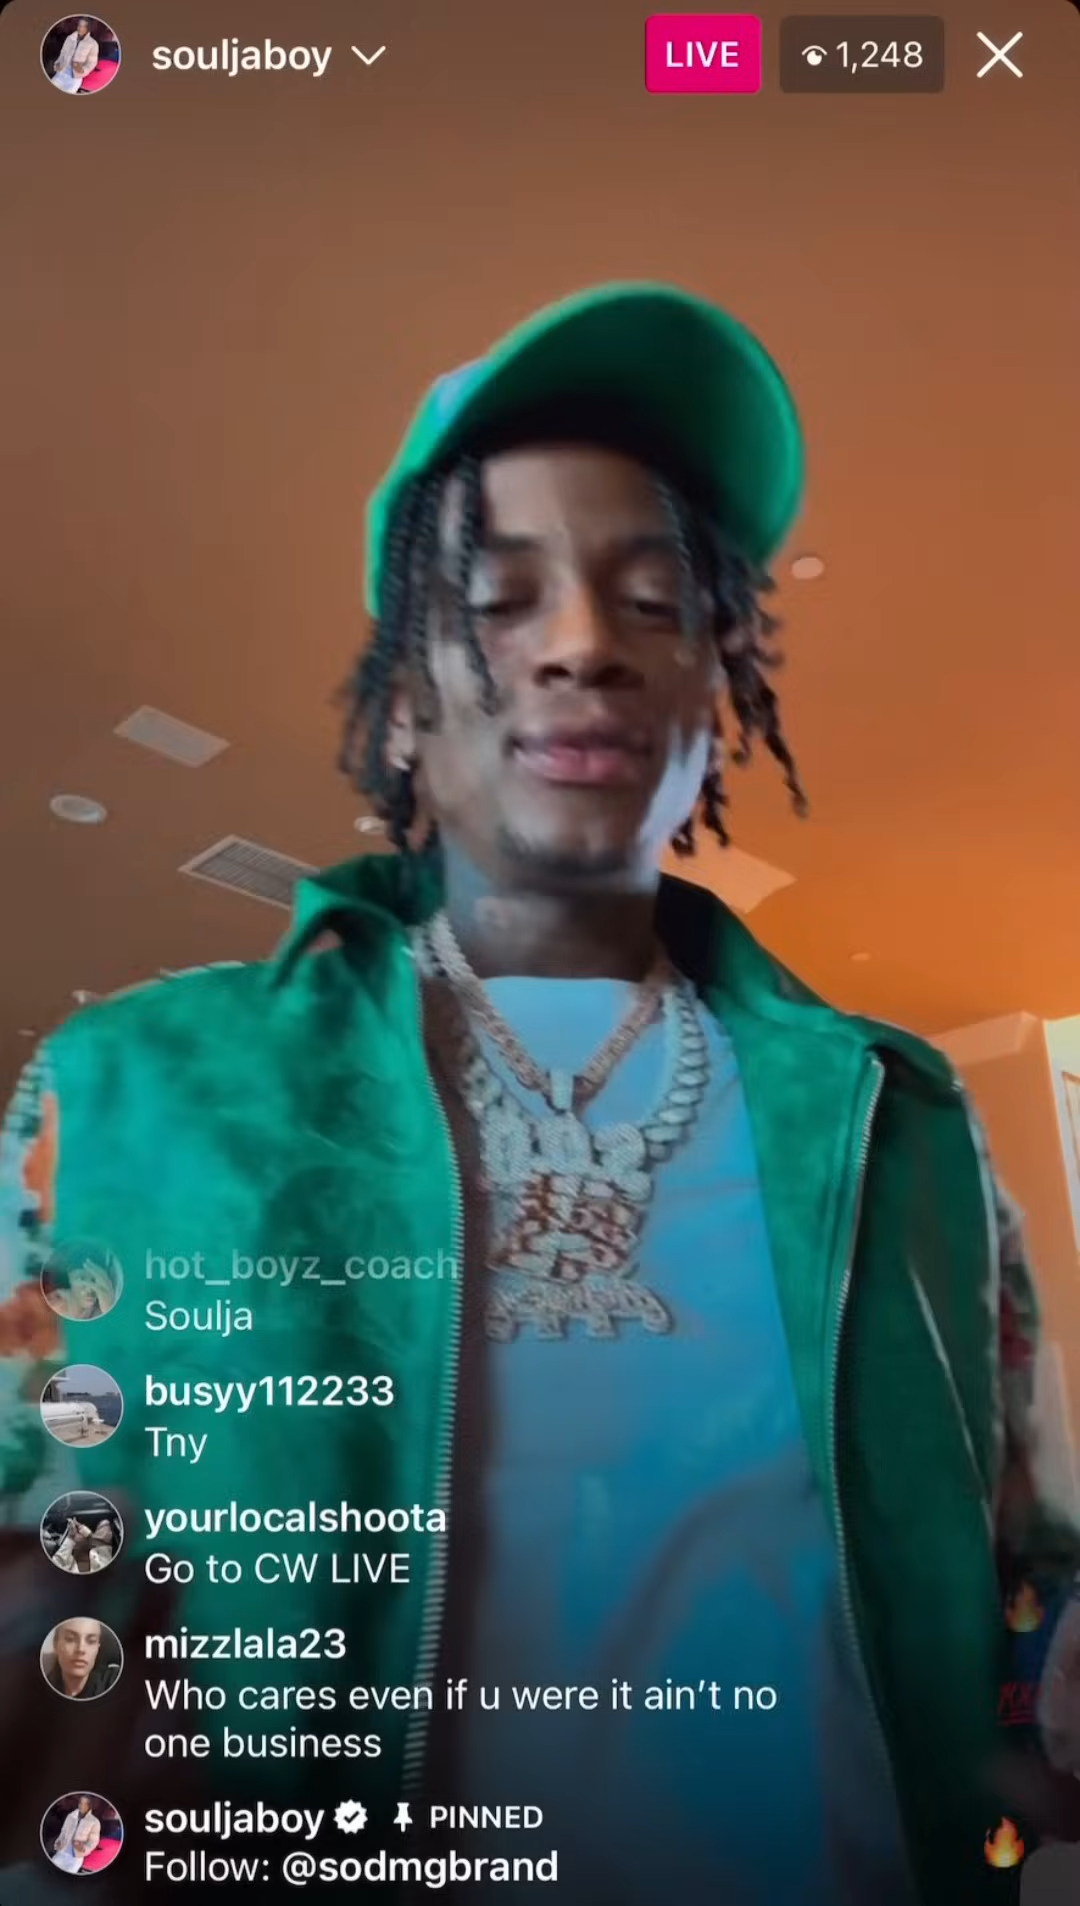 souljaboy
LIVE
1,248
hot_boyz_coach
Soulja
busyy112233
Tny
yourlocalshoota
Go to CW LIVE
mizzlala23
Who cares even if u were it ain’t no
one business
souljaboy PINNED
Follow: @sodmgbrand